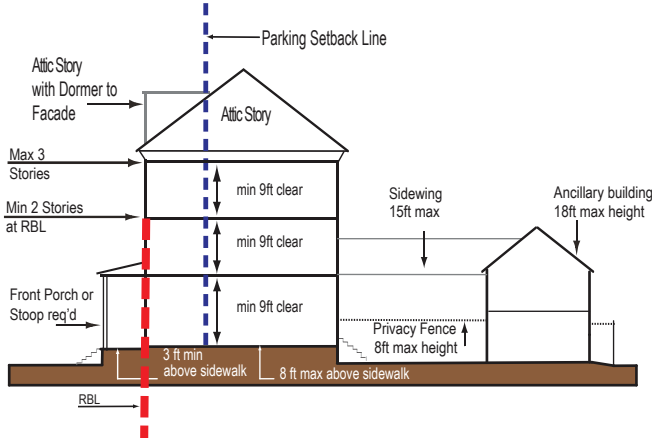 Parking Setback Line
Attic Story
with Dormer to
Facade
Attic Story
Max 3
Stories
min 9ft clear
Sidewing
15ft max
Ancillary building
18ft max height
Min 2 Stories
at RBL
min 9ft clear
Front Porch or
Stoop req'd
min 9ft clear
Privacy Fence
8ft max height
3 ft min
above sidewalk
8 ft max above sidewalk
RBL